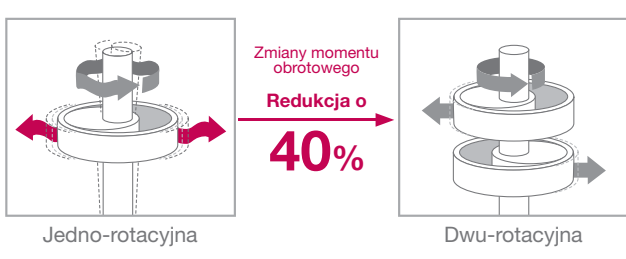 Zmiany momentu
obrotowego
Redukcja o
40%
Jedno-rotacyjna
Dwu-rotacyjna